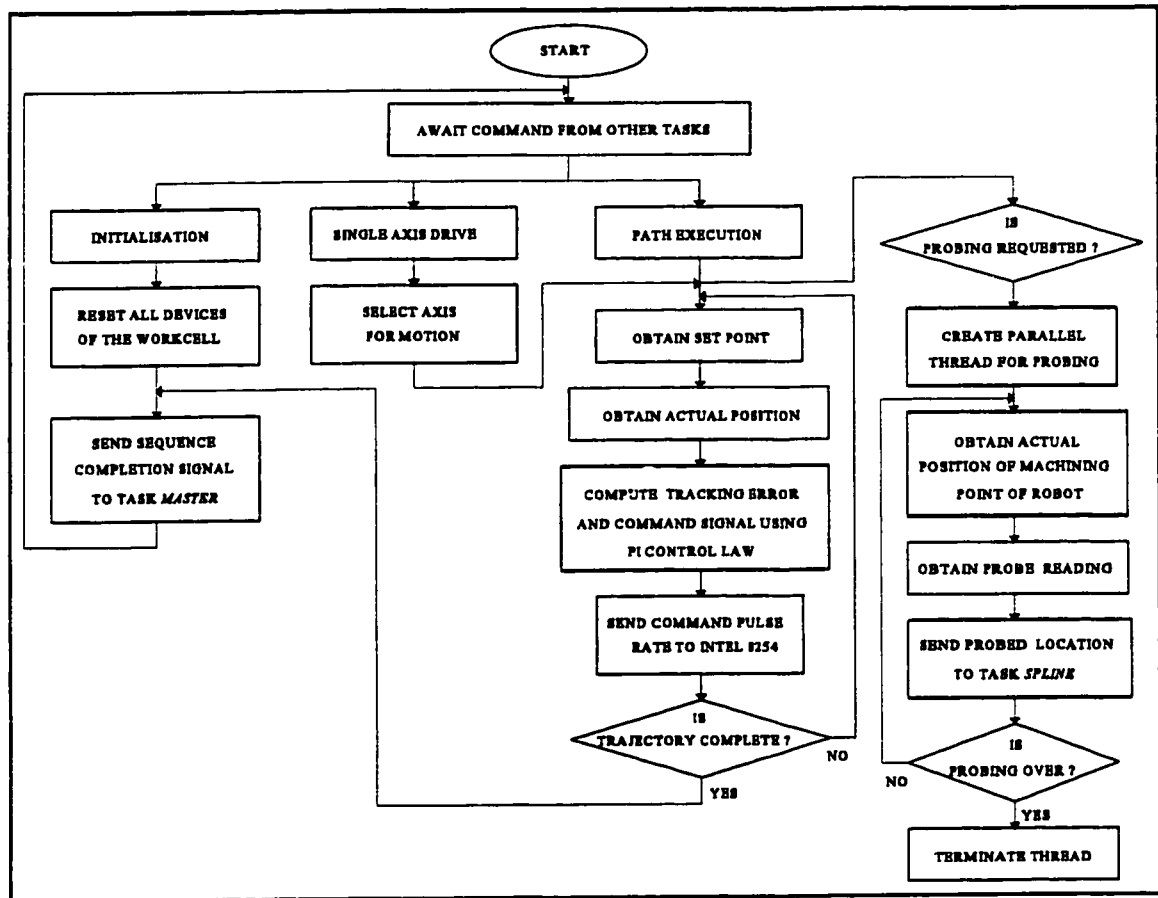 START
AWAIT COMMAND FROM OTHER TASKS
INITIALISATION
SINGLE AXIS DRIVE
PATH EXECUTION
IS
PROBING REQUESTED ?
RESET ALL DEVICES
OF THE WORKCELL
SELECT AXIS
FOR MOTION
OBTAIN SET POINT
CREATE PARALLEL
THREAD FOR PROBING
SEND SEQUENCE
COMPLETION SIGNAL
TO TASK MASTER
OBTAIN ACTUAL POSITION
OBTAIN ACTUAL
POSITION OF MACHINING
POINT OF ROBOT
COMPUTE TRACKING ERROR
AND COMMAND SIGNAL USING
PI CONTROL LAW
OBTAIN PROBE READING
SEND COMMAND PULSE
RATE TO INTEL 8254
SEND PROBED LOCATION
TO TASK SPLINE
IS
TRAJECTORY COMPLETE ?
NO
YES
IS
PROBING OVER ?
NO
YES
TERMINATE THREAD